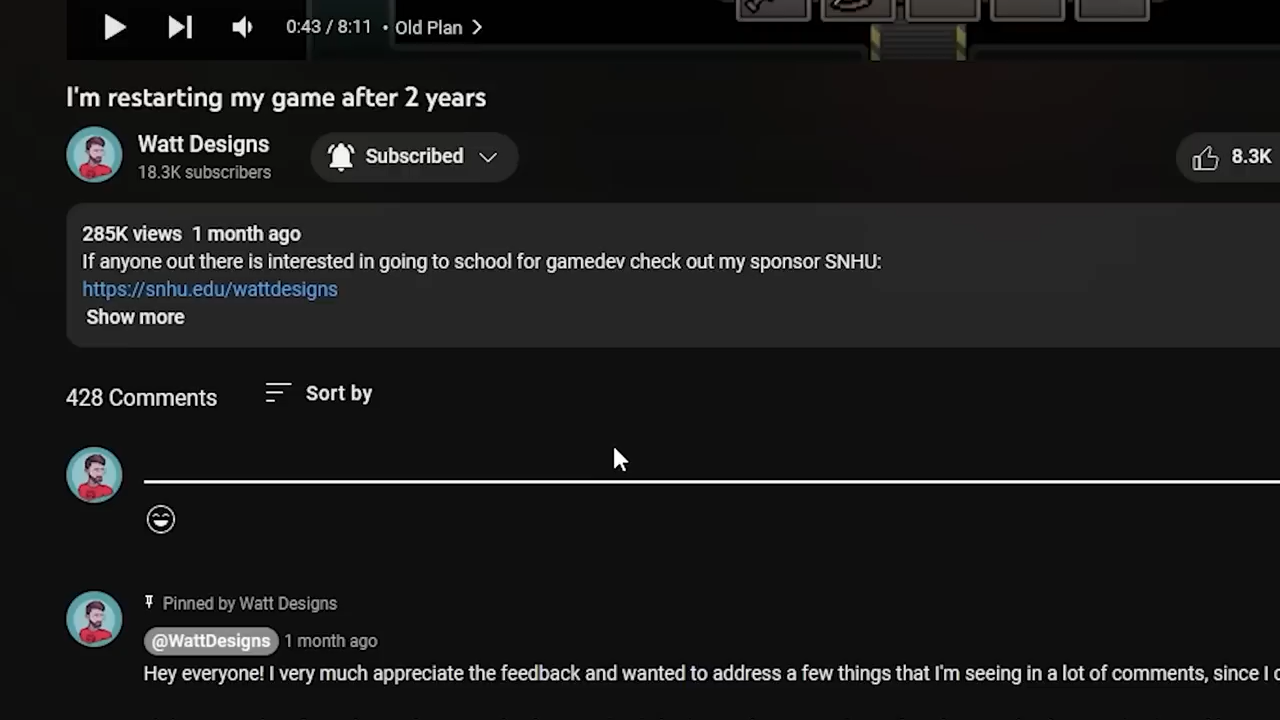 0:43 / 8:11 • Old Plan >
I'm restarting my game after 2 years
Watt Designs
18.3K subscribers
Subscribed
8.3K
285K views 1 month ago
If anyone out there is interested in going to school for gamedev check out my sponsor SNHU:
https://snhu.edu/wattdesigns
Show more
428 Comments
Sort by
Pinned by Watt Designs
@WattDesigns 1 month ago
Hey everyone! I very much appreciate the feedback and wanted to address a few things that I'm seeing in a lot of comments, since I